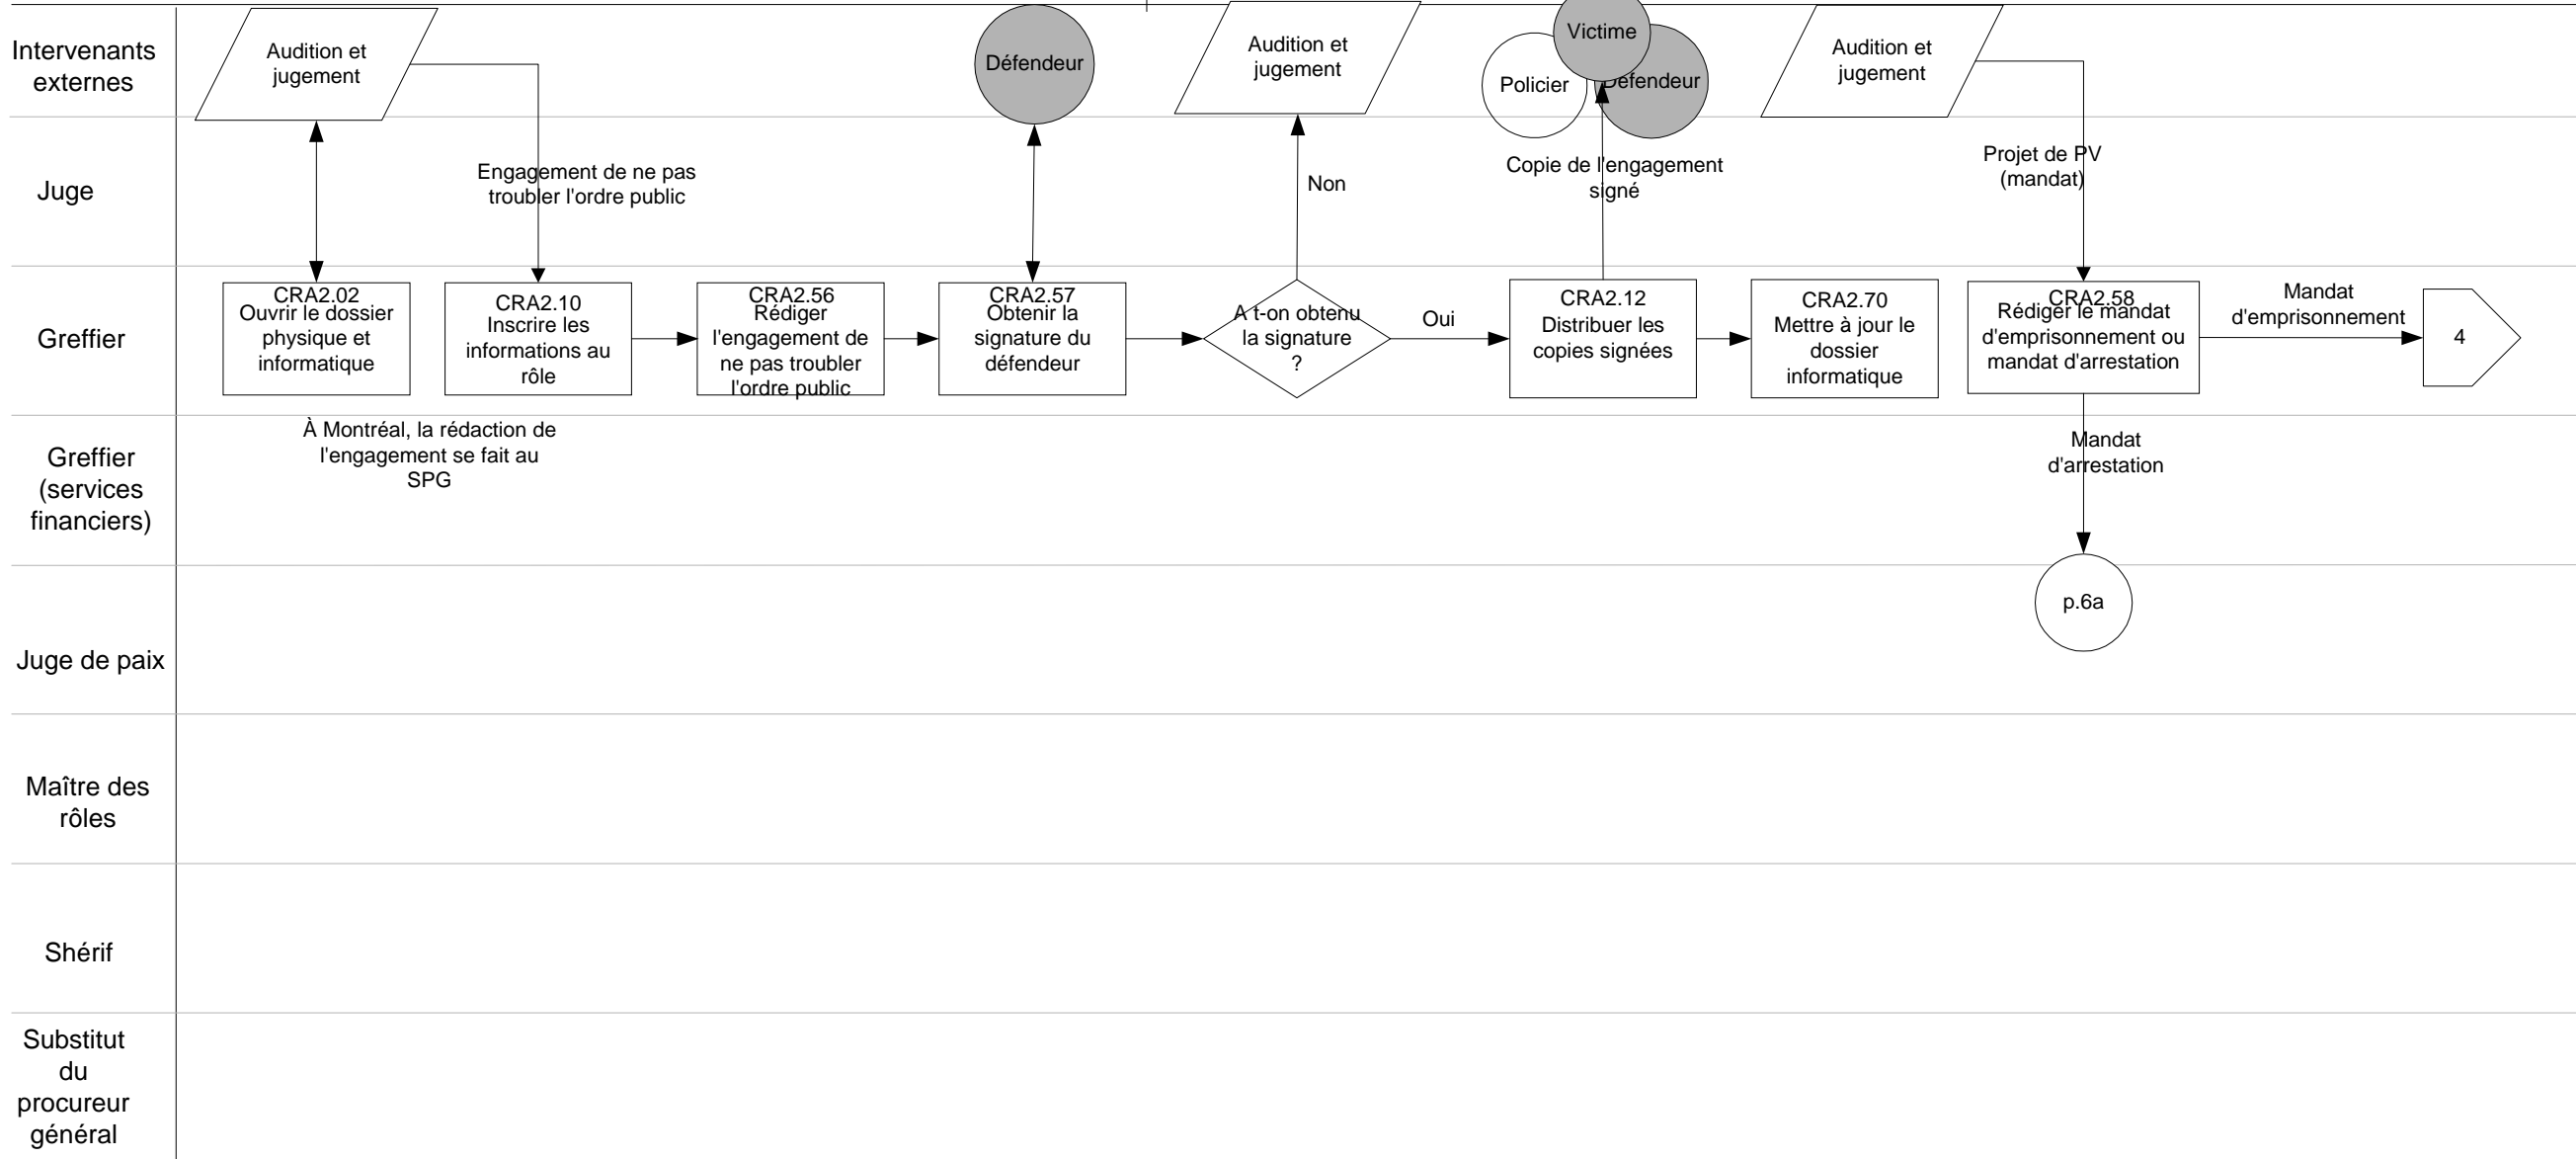 Intervenants
externes
Audition et
jugement
Défendeur
Audition et
jugement
Victime
Policier
Défendeur
Audition et
jugement
Juge
Engagement de ne pas
troubler l'ordre public
Non
Copie de l'engagement
signé
Projet de PV
(mandat)
Greffier
CRA2.02
Ouvrir le dossier
physique et
informatique
CRA2.10
Inscrire les
informations au
rôle
CRA2.56
Rédiger
l'engagement de
ne pas troubler
l'ordre public
CRA2.57
Obtenir la
signature du
défendeur
A t-on obtenu
la signature
?
Oui
CRA2.12
Distribuer les
copies signées
CRA2.70
Mettre à jour le
dossier
informatique
CRA2.58
Rédiger le mandat
d'emprisonnement ou
mandat d'arrestation
Mandat
d'emprisonnement
4
Greffier
(services
financiers)
À Montréal, la rédaction de
l'engagement se fait au
SPG
Mandat
d'arrestation
Juge de paix
p.6a
Maître des
rôles
Shérif
Substitut
du
procureur
général